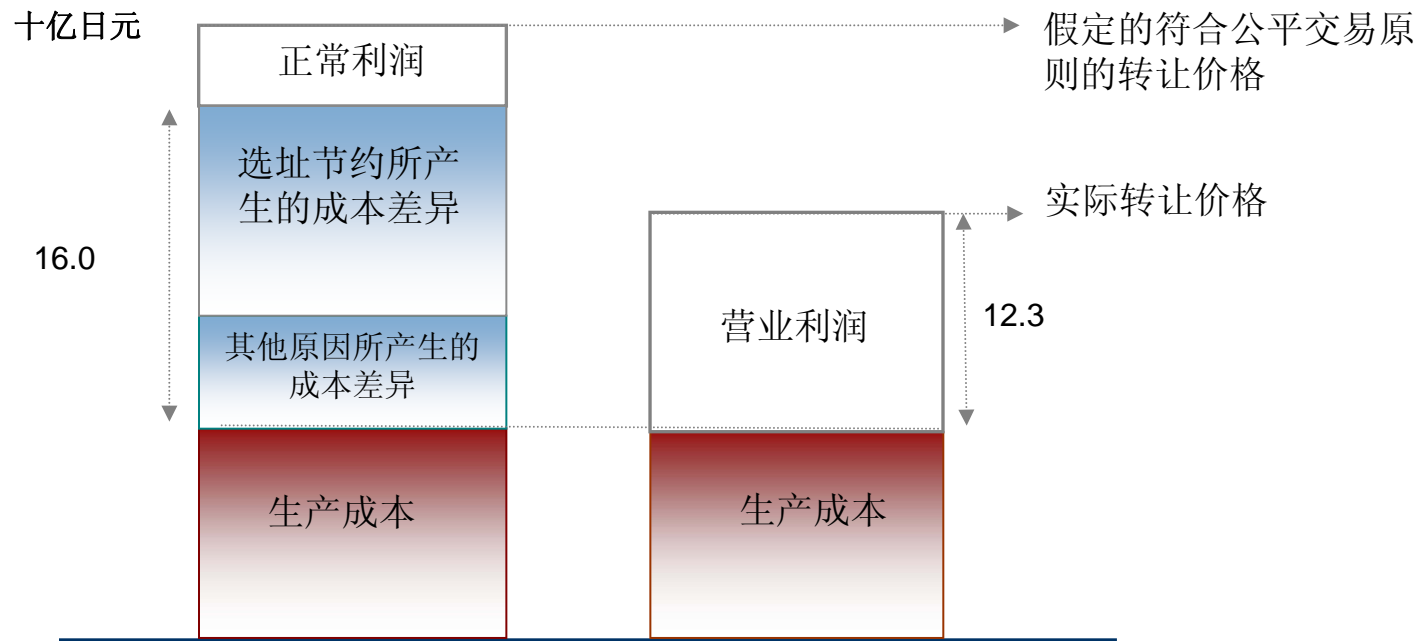 十亿日元
正常利润
假定的符合公平交易原
则的转让价格
选址节约所产
生的成本差异
实际转让价格
16.0
12.3
营业利润
其他原因所产生的
成本差异
生产成本
生产成本